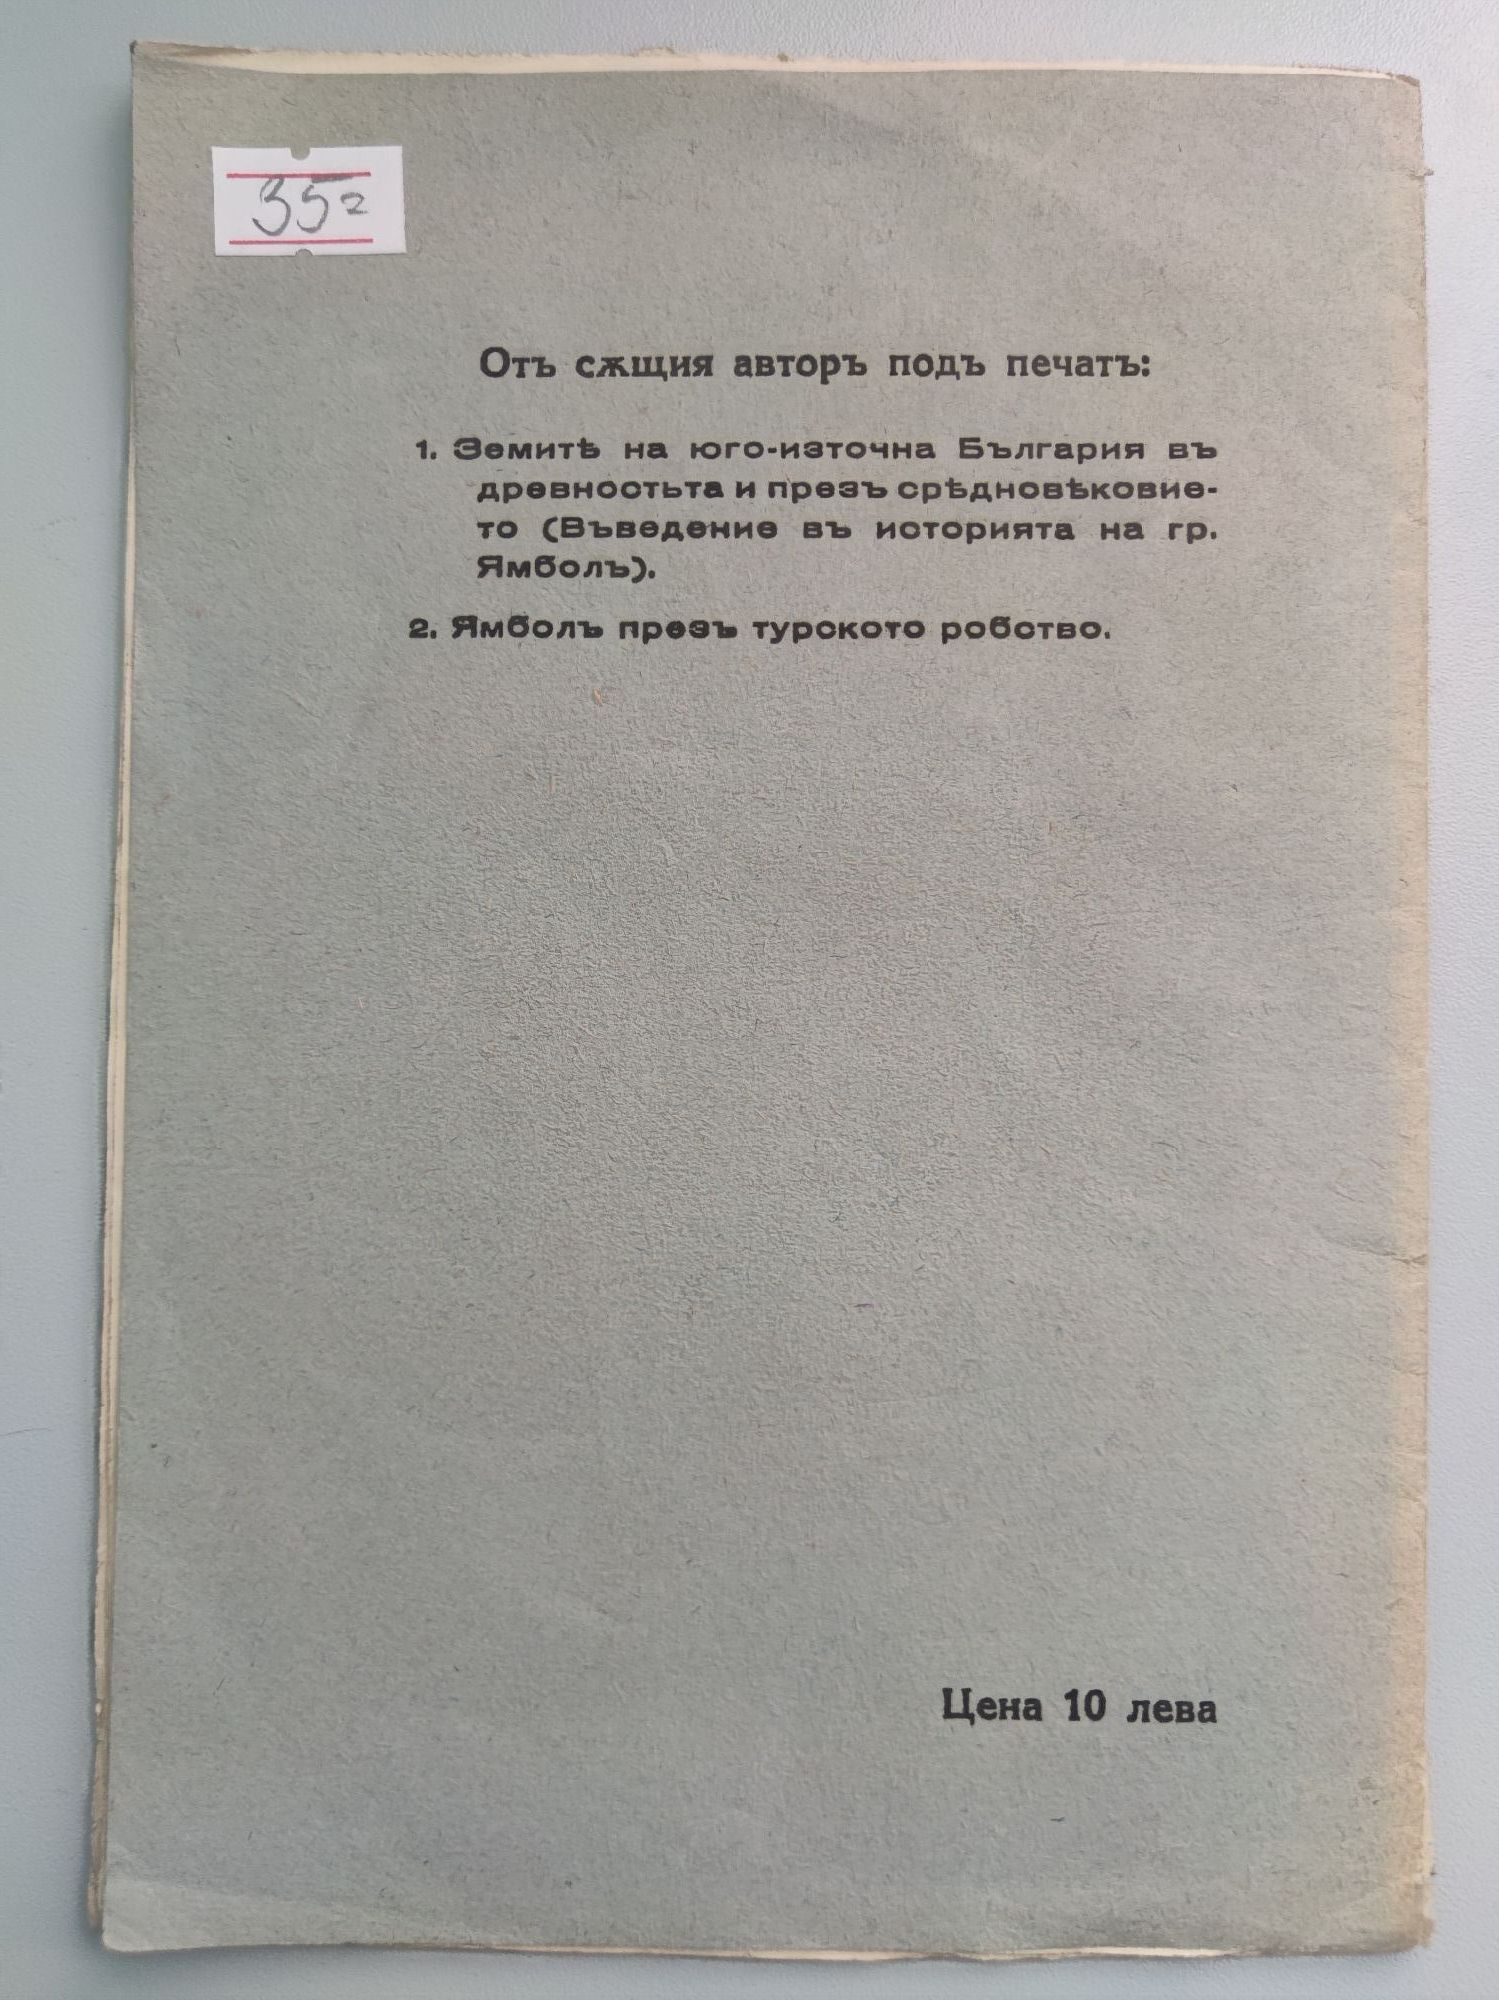 35=
Отъ сѫщия авторъ подъ печатъ:
1. Земитѣ на юго-източна България въ
древностьта и презъ срѣдновѣковие-
то (Въведение въ историята на гр.
Ямболъ).
2. Ямболъ презъ турското робство.
Цена 10 лева